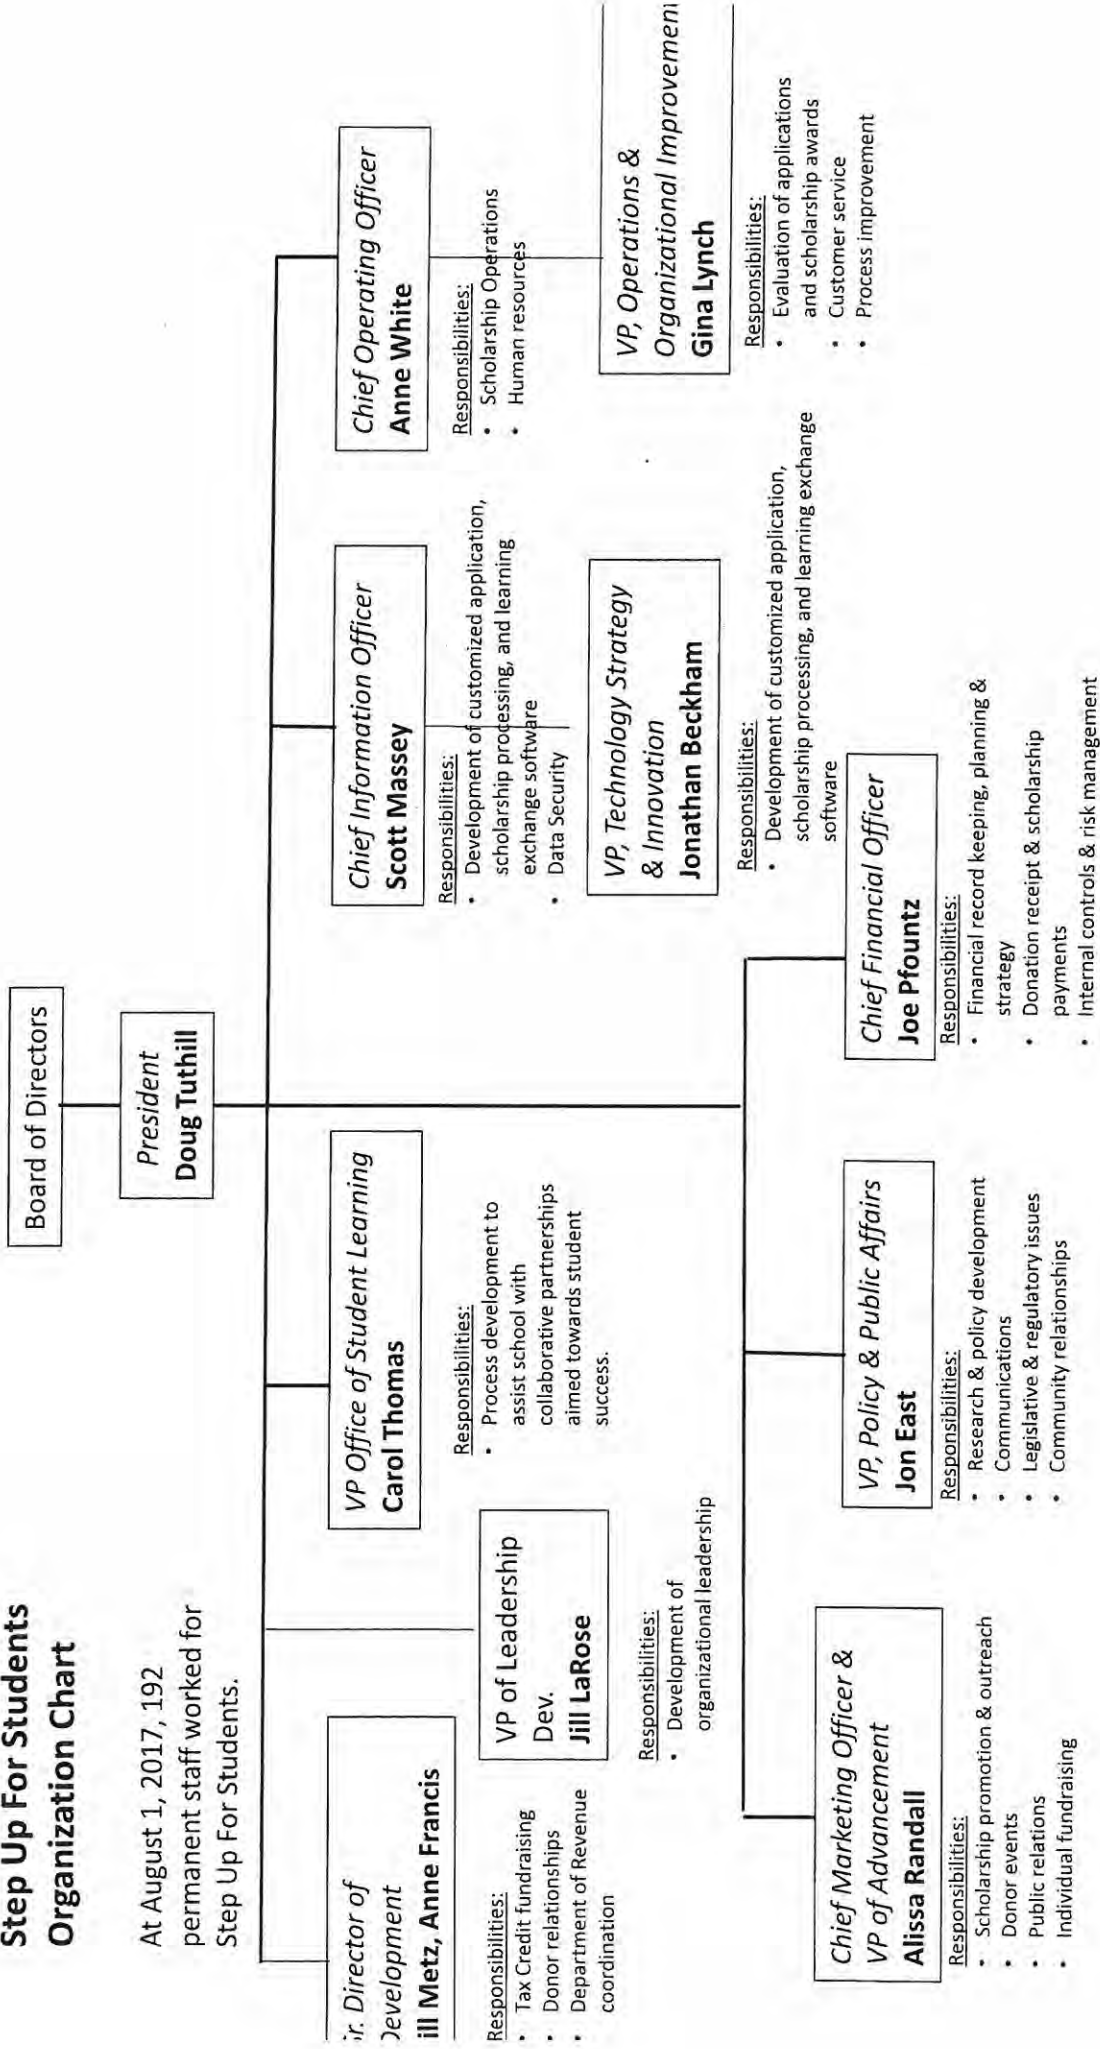 Step Up For Students
Organization Chart
At August 1, 2017, 192
permanent staff worked for
Step Up For Students.
Board of Directors
President
Doug Tuthill
Director of
ill Metz, Anne Francis
Responsibilities:
• Tax Credit fundraising
• Donor relationships
• Department of Revenue
coordination
VP of Leadership
Dev.
Jill LaRose
Responsibilities:
• Development of
organizational leadership
VP Office of Student Learning
Carol Thomas
Responsibilities:
• Process development to
assist school with
collaborative partnerships
aimed towards student
success.
Chief Information Officer
Scott Massey
Responsibilities:
• Development of customized application,
scholarship processing, and learning
exchange software
• Data Security
VP, Technology Strategy
& Innovation
Jonathan Beckham
Responsibilities:
• Development of customized application,
scholarship processing, and learning exchange
software
Chief Operating Officer
Anne White
Responsibilities:
• Scholarship Operations
• Human resources
VP, Operations &
Organizational Improvemen
Gina Lynch
Responsibilities:
• Evaluation of applications
and scholarship awards
• Customer service
• Process improvement
Chief Marketing Officer &
VP of Advancement
Alissa Randall
Responsibilities:
• Scholarship promotion & outreach
• Donor events
• Public relations
• Individual fundraising
VP, Policy & Public Affairs
Jon East
Responsibilities:
• Research & policy development
• Communications
• Legislative & regulatory issues
• Community relationships
Chief Financial Officer
Joe Pfountz
Responsibilities:
• Financial record keeping, planning &
strategy
• Donation receipt & scholarship
payments
• Internal controls & risk management